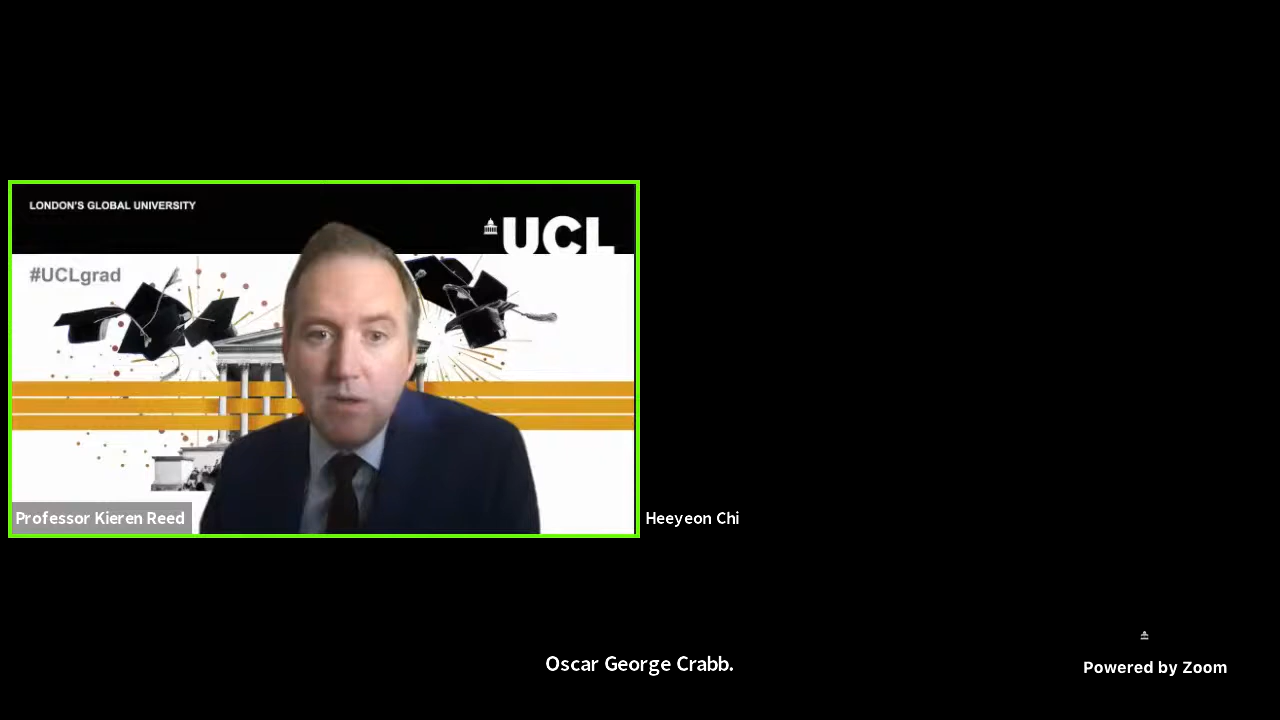 LONDON'S GLOBAL UNIVERSITY
UCL
#UCLgrad
Professor Kieren Reed
Heeyeon Chi
Oscar George Crabb.
Powered by Zoom